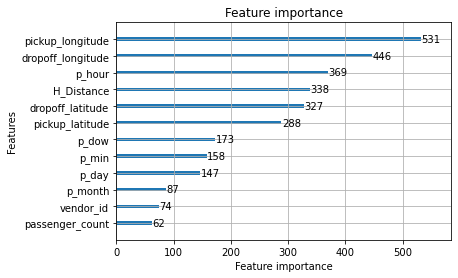 Feature importance
pickup_longitude 531
dropoff_longitude 446
p_hour 369
H_Distance 338
dropoff_latitude 327
pickup_latitude 288
p_dow 173
p_min 158
p_day 147
p_month 87
vendor_id 74
passenger_count 62
Features
0 100 200 300 400 500
Feature importance